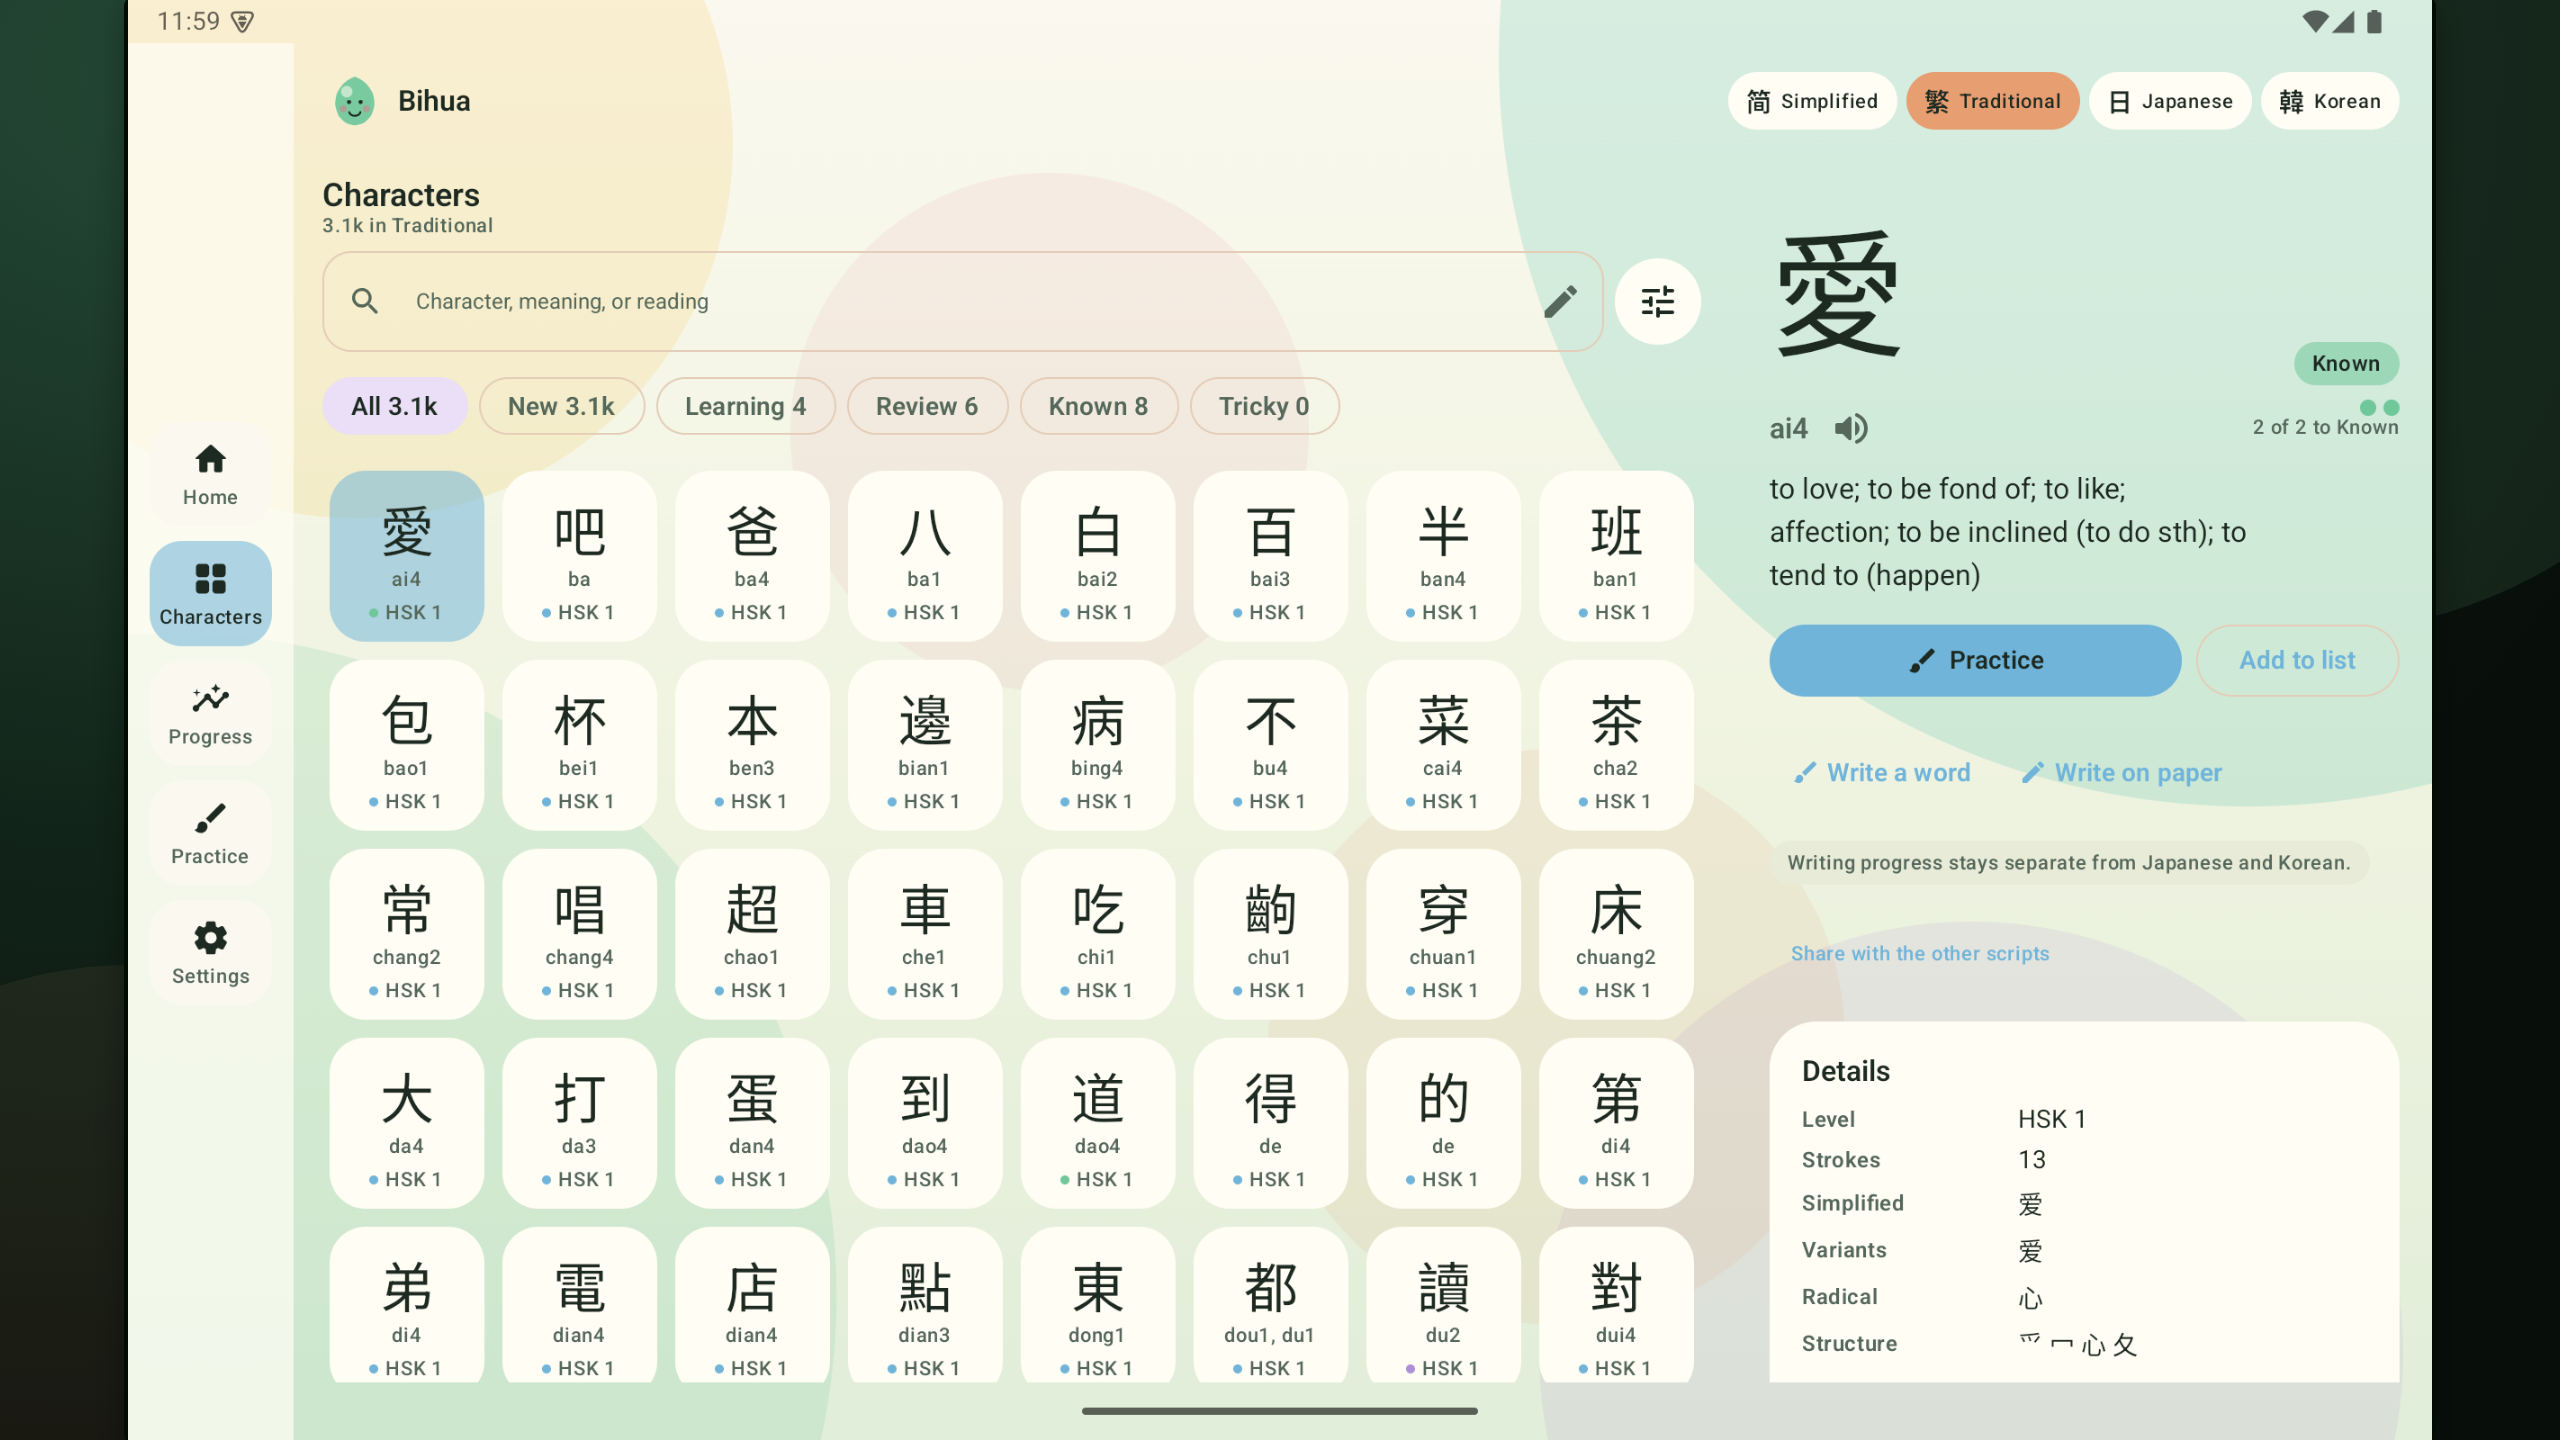 11:59
Bihua
简 Simplified
繁 Traditional
日 Japanese
韓 Korean
Characters
3.1k in Traditional
Character, meaning, or reading
All 3.1k
New 3.1k
Learning 4
Review 6
Known 8
Tricky 0
Home
Characters
Progress
Practice
Settings
愛 吧 爸 八 白 百 半 班
ai4 ba ba4 ba1 bai2 bai3 ban4 ban1
HSK 1 HSK 1 HSK 1 HSK 1 HSK 1 HSK 1 HSK 1 HSK 1
包 杯 本 邊 病 不 菜 茶
bao1 bei1 ben3 bian1 bing4 bu4 cai4 cha2
HSK 1 HSK 1 HSK 1 HSK 1 HSK 1 HSK 1 HSK 1 HSK 1
常 唱 超 車 吃 齣 穿 床
chang2 chang4 chao1 che1 chi1 chu1 chuan1 chuang2
HSK 1 HSK 1 HSK 1 HSK 1 HSK 1 HSK 1 HSK 1 HSK 1
大 打 蛋 到 道 得 的 第
da4 da3 dan4 dao4 dao4 de de di4
HSK 1 HSK 1 HSK 1 HSK 1 HSK 1 HSK 1 HSK 1 HSK 1
弟 電 店 點 東 都 讀 對
di4 dian4 dian4 dian3 dong1 dou1, du1 du2 dui4
HSK 1 HSK 1 HSK 1 HSK 1 HSK 1 HSK 1 HSK 1 HSK 1
愛
Known
ai4
2 of 2 to Known
to love; to be fond of; to like;
affection; to be inclined (to do sth); to
tend to (happen)
Practice
Add to list
Write a word
Write on paper
Writing progress stays separate from Japanese and Korean.
Share with the other scripts
Details
Level HSK 1
Strokes 13
Simplified 爱
Variants 爱
Radical 心
Structure 爫 冖 心 夂